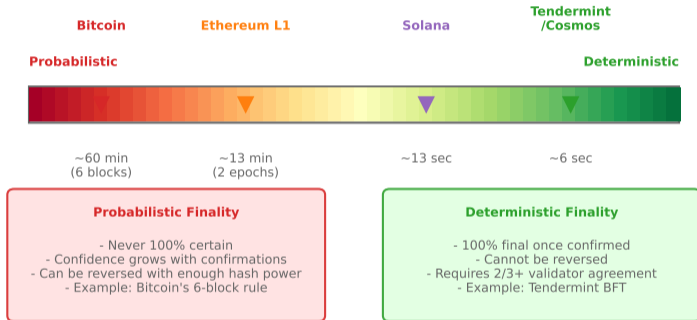 Bitcoin
Ethereum L1
Solana
Tendermint
/Cosmos
Probabilistic
Deterministic
~60 min
(6 blocks)
~13 min
(2 epochs)
~13 sec
~6 sec
Probabilistic Finality
- Never 100% certain
- Confidence grows with confirmations
- Can be reversed with enough hash power
- Example: Bitcoin's 6-block rule
Deterministic Finality
- 100% final once confirmed
- Cannot be reversed
- Requires 2/3+ validator agreement
- Example: Tendermint BFT